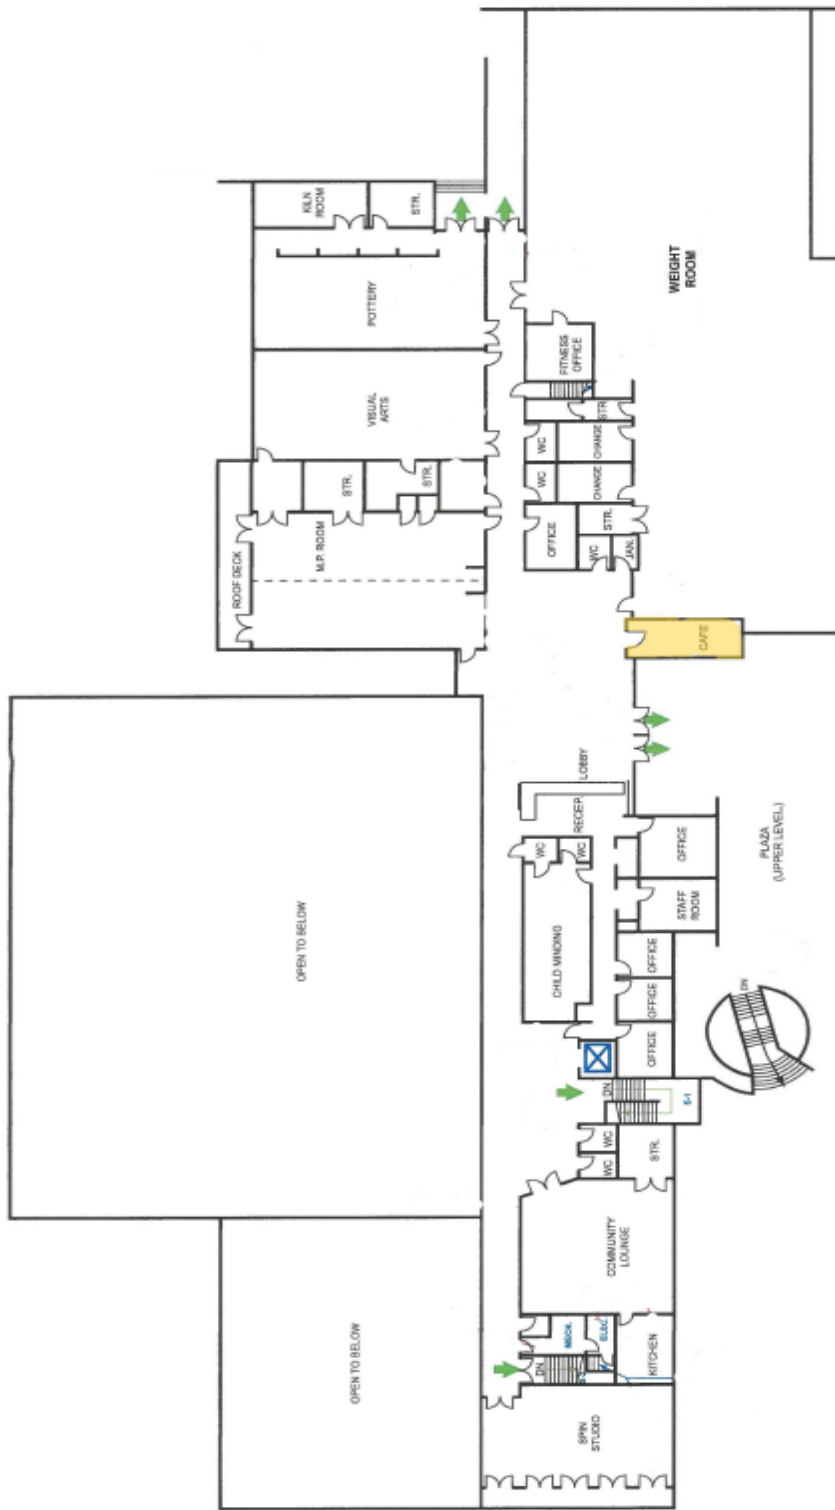 KILN
ROOM
STR.
POTTERY
WEIGHT
ROOM
FITNESS
OFFICE
VISUAL
ARTS
STR
WC
CHANGE
WC
CHANGE
STR.
STR.
OFFICE
STR.
WC
JAN.
ROOF DECK
M.P. ROOM
CAFE
LOBBY
RECEP.
WC
WC
OFFICE
PLAZA
(UPPER LEVEL)
STAFF
ROOM
OPEN TO BELOW
CHILD MINDING
OFFICE
OFFICE
OFFICE
DN
DN
S-1
WC
WC
STR.
COMMUNITY
LOUNGE
MECH.
ELEC.
KITCHEN
DN
OPEN TO BELOW
SPIN
STUDIO